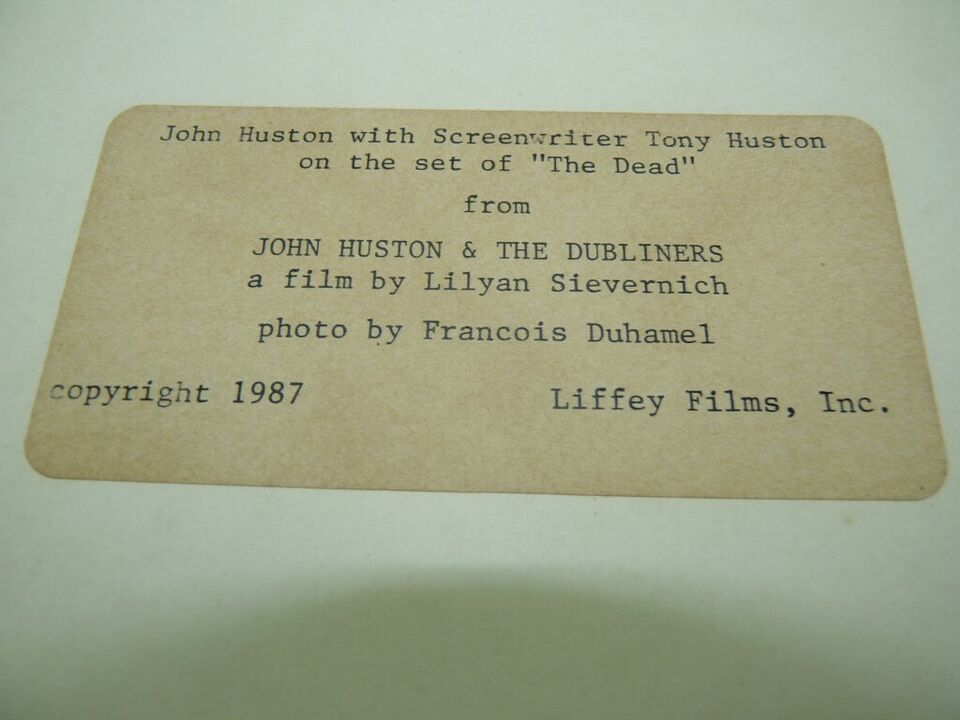 John Huston with Screenwriter Tony Huston
on the set of "The Dead"
from
JOHN HUSTON & THE DUBLINERS
a film by Lilyan Sievernich
photo by Francois Duhamel
copyright 1987 Liffey Films, Inc.